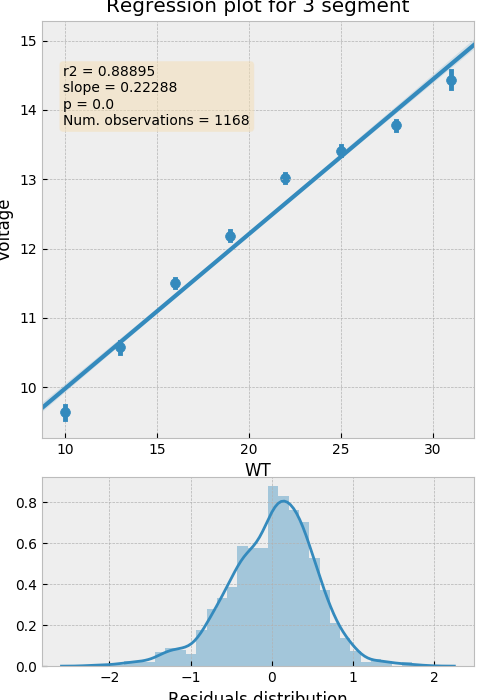 Regression plot for 3 segment
15
r2 = 0.88895
slope = 0.22288
p = 0.0
Num. observations = 1168
14
13
12
11
10
Voltage
10 15 20 25 30
WT
0.8
0.6
0.4
0.2
0.0
−2 −1 0 1 2
Residuals distribution